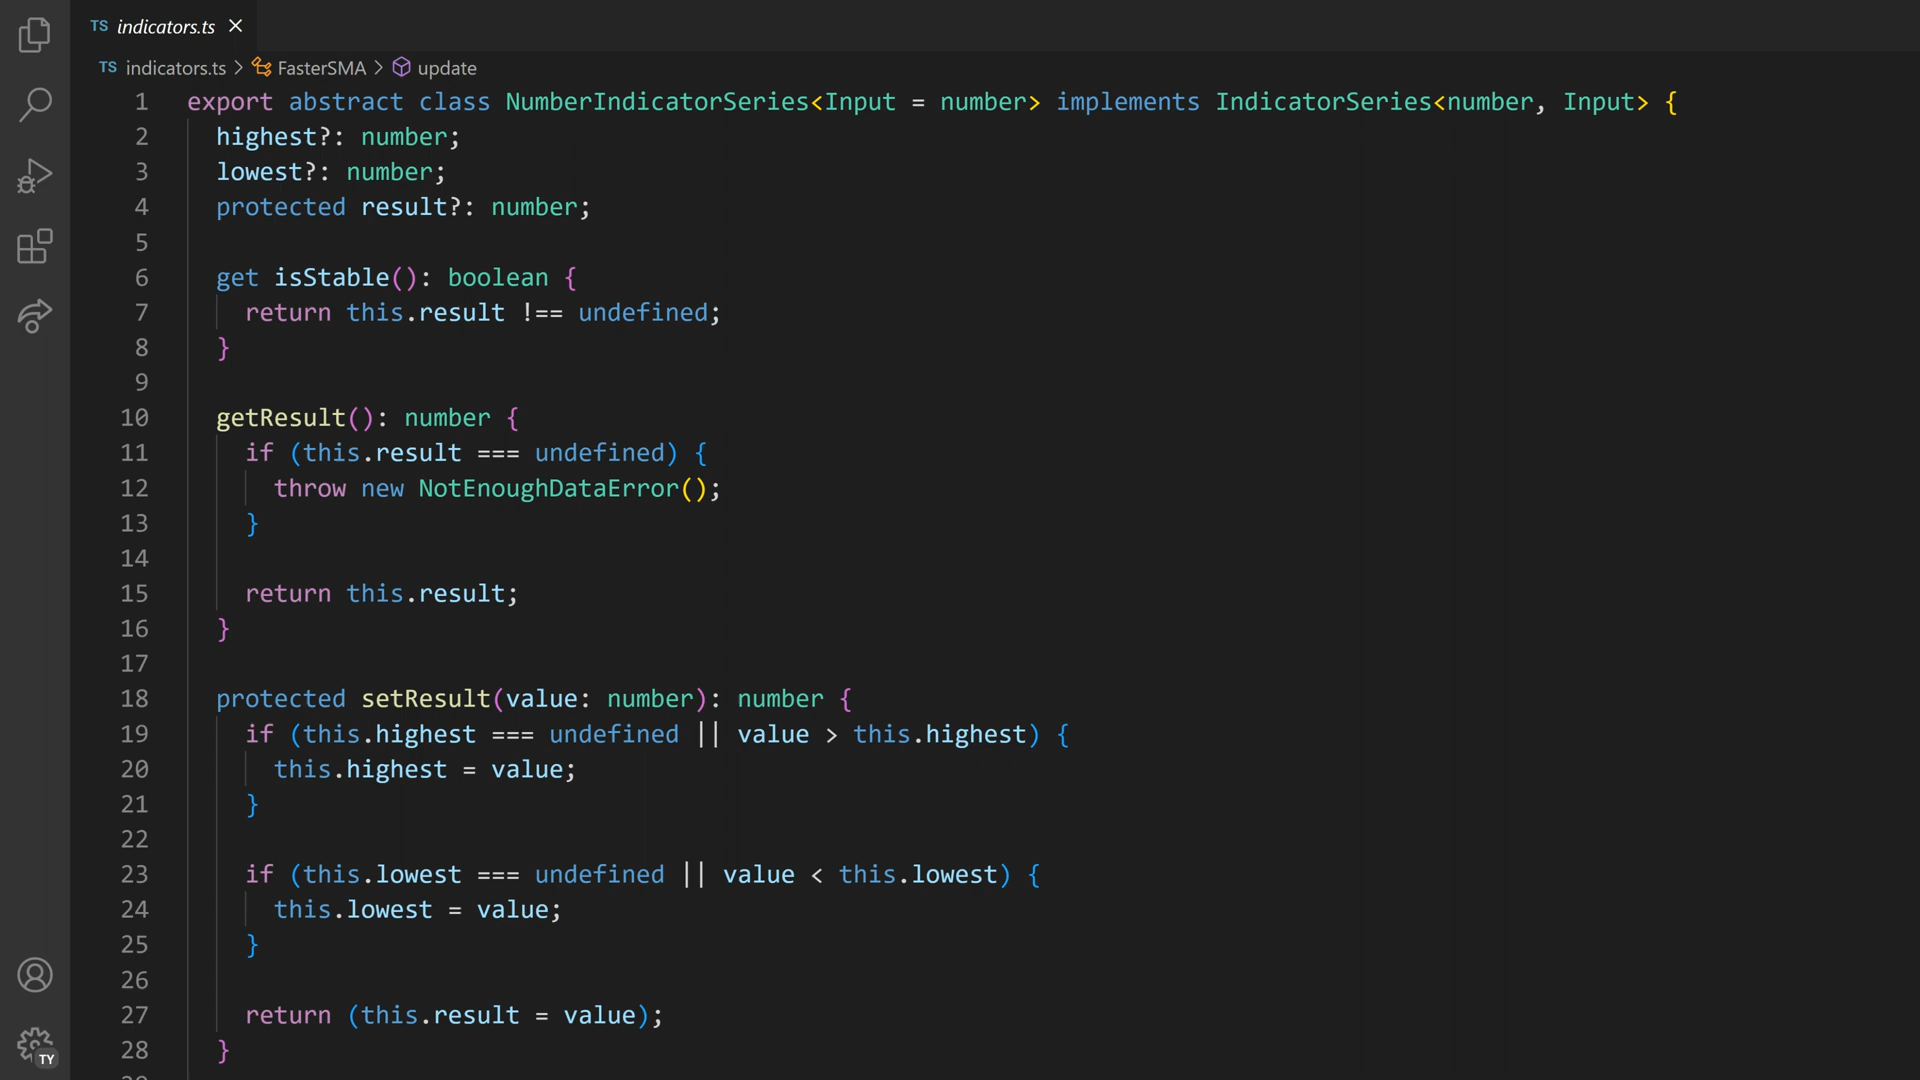 TS indicators.ts
TS indicators.ts > FasterSMA > update
1 export abstract class NumberIndicatorSeries<Input = number> implements IndicatorSeries<number, Input> {
2 highest?: number;
3 lowest?: number;
4 protected result?: number;
5
6 get isStable(): boolean {
7 return this.result !== undefined;
8 }
9
10 getResult(): number {
11 if (this.result === undefined) {
12 throw new NotEnoughDataError();
13 }
14
15 return this.result;
16 }
17
18 protected setResult(value: number): number {
19 if (this.highest === undefined || value > this.highest) {
20 this.highest = value;
21 }
22
23 if (this.lowest === undefined || value < this.lowest) {
24 this.lowest = value;
25 }
26
27 return (this.result = value);
28 }
TY